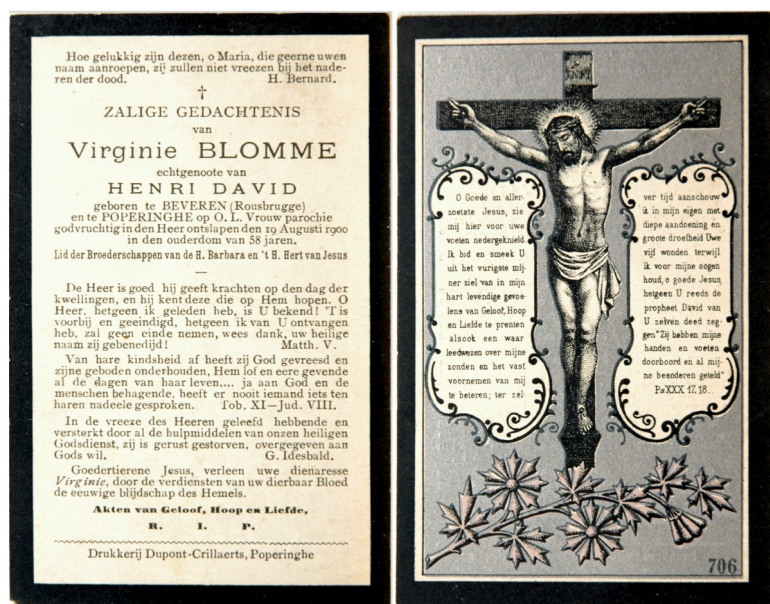 Hoe gelukkig zijn dezen, o Maria, die geerne uwen
naam aanroepen, zij zullen niet vreezen bij het nade-
ren der dood. H. Bernard.
†
ZALIGE GEDACHTENIS
van
Virginie BLOMME
echtgenoote van
HENRI DAVID
geboren te BEVEREN (Rousbrugge)
en te POPERINGHE op O. L. Vrouw parochie
godvruchtig in den Heer ontslapen den 19 Augusti 1900
in den ouderdom van 58 jaren.
Lid der Broederschappen van de H. Barbara en 't H. Hert van Jesus
De Heer is goed hij geeft krachten op den dag der
kwellingen, en hij kent deze die op Hem hopen. O
Heer, hetgeen ik geleden heb, is U bekend! 'T is
voorbij en geeindigd, hetgeen ik van U ontvangen
heb, zal geen einde nemen, wees dank, uw heilige
naam zij gebenedijd! Matth. V.
Van hare kindsheid af heeft zij God gevreesd en
zijne geboden onderhouden, Hem lof en eere gevende
al de dagen van haar leven.... ja aan God en de
menschen behagende, heeft er nooit iemand iets ten
haren nadeele gesproken. Tob. XI—Jud. VIII.
In de vreeze des Heeren geleefd hebbende en
versterkt door al de hulpmiddelen van onzen heiligen
Godsdienst, zij is gerust gestorven, overgegeven aan
Gods wil. G. Idesbald.
Goedertierene Jesus, verleen uwe dienaresse
Virginie, door de verdiensten van uw dierbaar Bloed
de eeuwige blijdschap des Hemels.
Akten van Geloof, Hoop en Liefde,
R. I. P.
Drukkerij Dupont-Crillaerts, Poperinghe
O Goede en aller-
zoetste Jesus, zie
mij hier voor uwe
voeten nedergeknield.
Ik bid en smeek U
uit het vurigste mij-
ner ziel van in mijn
hart levendige gevoe-
lens van Geloof, Hoop
en Liefde te prenten
alsook een waar
leedwezen over mijne
zonden en het vast
voornemen van mij
te beteren; ter zel
ver tijd aanschouw
ik in mijn eigen met
diepe aandoening en
groote droefheid Uwe
vijf wonden terwijl
ik voor mijne oogen
houd, o goede Jesus,
hetgeen U reeds de
propheet David van
U zelven deed zeg-
gen "Zij hebben mijne
handen en voeten
doorboord en al mij-
ne beenderen geteld"
Ps XXX 17. 18..
706